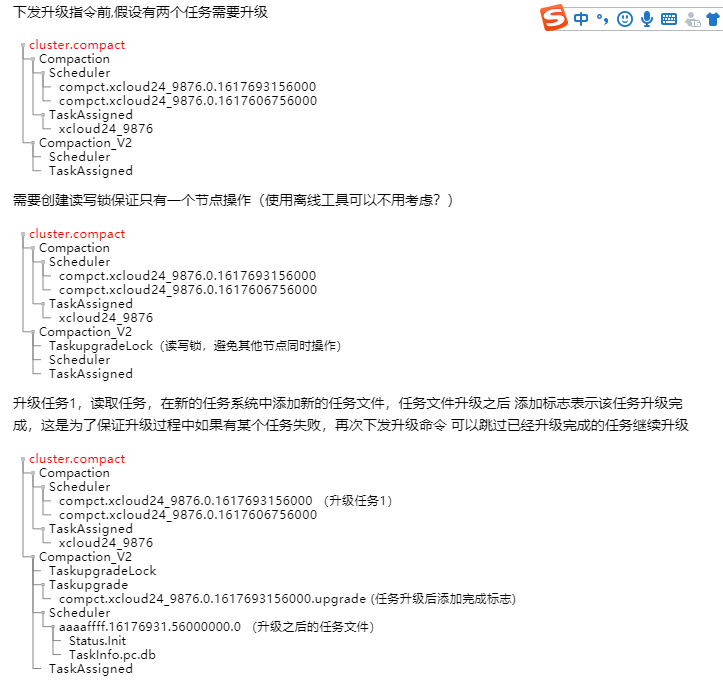 下发升级指令前,假设有两个任务需要升级
中
cluster.compact
Compaction
Scheduler
compct.xcloud24_9876.0.1617693156000
compct.xcloud24_9876.0.1617606756000
TaskAssigned
xcloud24_9876
Compaction_V2
Scheduler
TaskAssigned
需要创建读写锁保证只有一个节点操作（使用离线工具可以不用考虑？）
cluster.compact
Compaction
Scheduler
compct.xcloud24_9876.0.1617693156000
compct.xcloud24_9876.0.1617606756000
TaskAssigned
xcloud24_9876
Compaction_V2
TaskupgradeLock（读写锁，避免其他节点同时操作）
Scheduler
TaskAssigned
升级任务1，读取任务，在新的任务系统中添加新的任务文件，任务文件升级之后 添加标志表示该任务升级完
成，这是为了保证升级过程中如果有某个任务失败，再次下发升级命令 可以跳过已经升级完成的任务继续升级
cluster.compact
Compaction
Scheduler
compct.xcloud24_9876.0.1617693156000 （升级任务1）
compct.xcloud24_9876.0.1617606756000
TaskAssigned
xcloud24_9876
Compaction_V2
TaskupgradeLock
Taskupgrade
compct.xcloud24_9876.0.1617693156000.upgrade (任务升级后添加完成标志)
Scheduler
aaaaffff.16176931.56000000.0 （升级之后的任务文件）
Status.Init
TaskInfo.pc.db
TaskAssigned